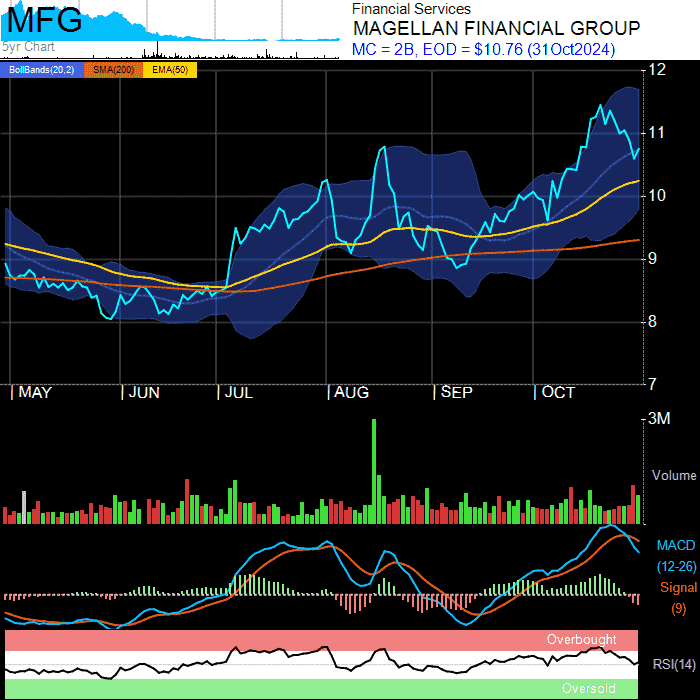 MFG
5yr Chart
Financial Services
MAGELLAN FINANCIAL GROUP
MC = 2B, EOD = $10.76 (31Oct2024)
BollBands(20,2) SMA(200) EMA(50)
12
11
10
9
8
7
MAY JUN JUL AUG SEP OCT
3M
Volume
MACD
(12-26)
Signal
(9)
Overbought
RSI(14)
Oversold